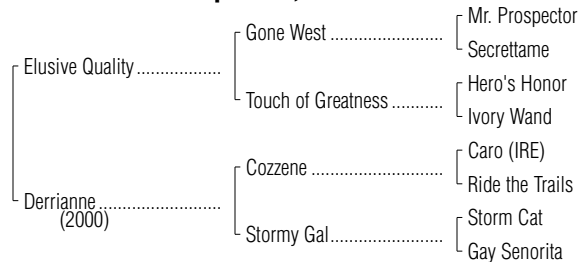 Mr. Prospector
Gone West
Secrettame
Elusive Quality
Hero's Honor
Touch of Greatness
Ivory Wand
Caro (IRE)
Cozzene
Ride the Trails
Derrianne
(2000)
Storm Cat
Stormy Gal
Gay Senorita